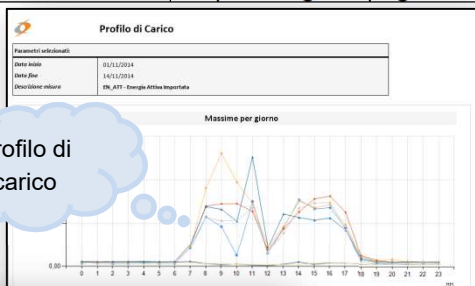 Profilo di Carico
Parametri selezionati:
Data inizio 01/11/2014
Data fine 14/11/2014
Descrizione misura EN_ATT - Energia Attiva Importata
Massime per giorno
rofilo di
carico
0,00
0 1 2 3 4 5 6 7 8 9 10 11 12 13 14 15 16 17 18 19 20 21 22 23